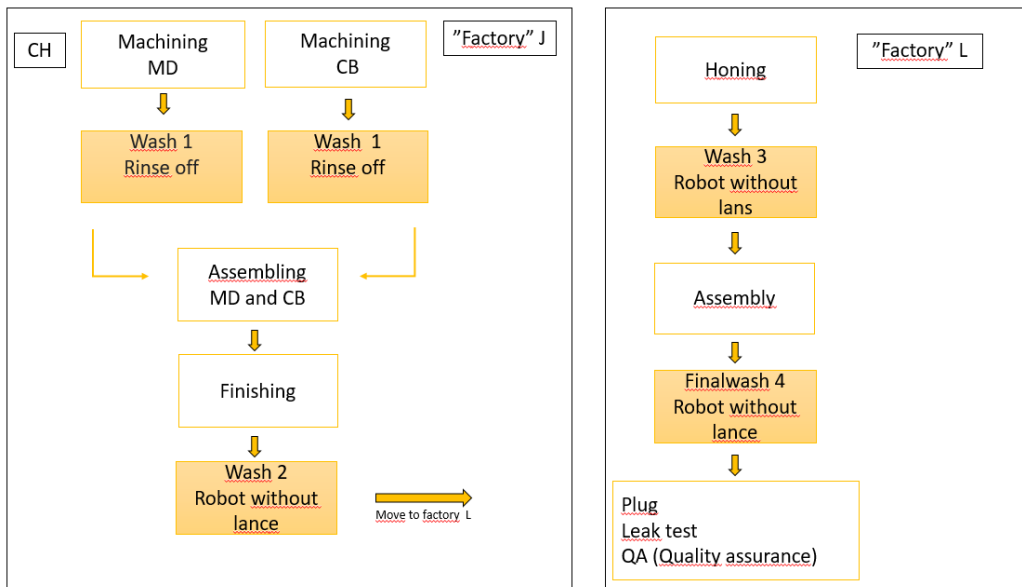 CH
Machining
MD
Machining
CB
”Factory” J
Wash 1
Rinse off
Wash 1
Rinse off
Assembling
MD and CB
Finishing
Wash 2
Robot without
lance
Move to factory L
”Factory” L
Honing
Wash 3
Robot without
lans
Assembly
Finalwash 4
Robot without
lance
Plug
Leak test
QA (Quality assurance)